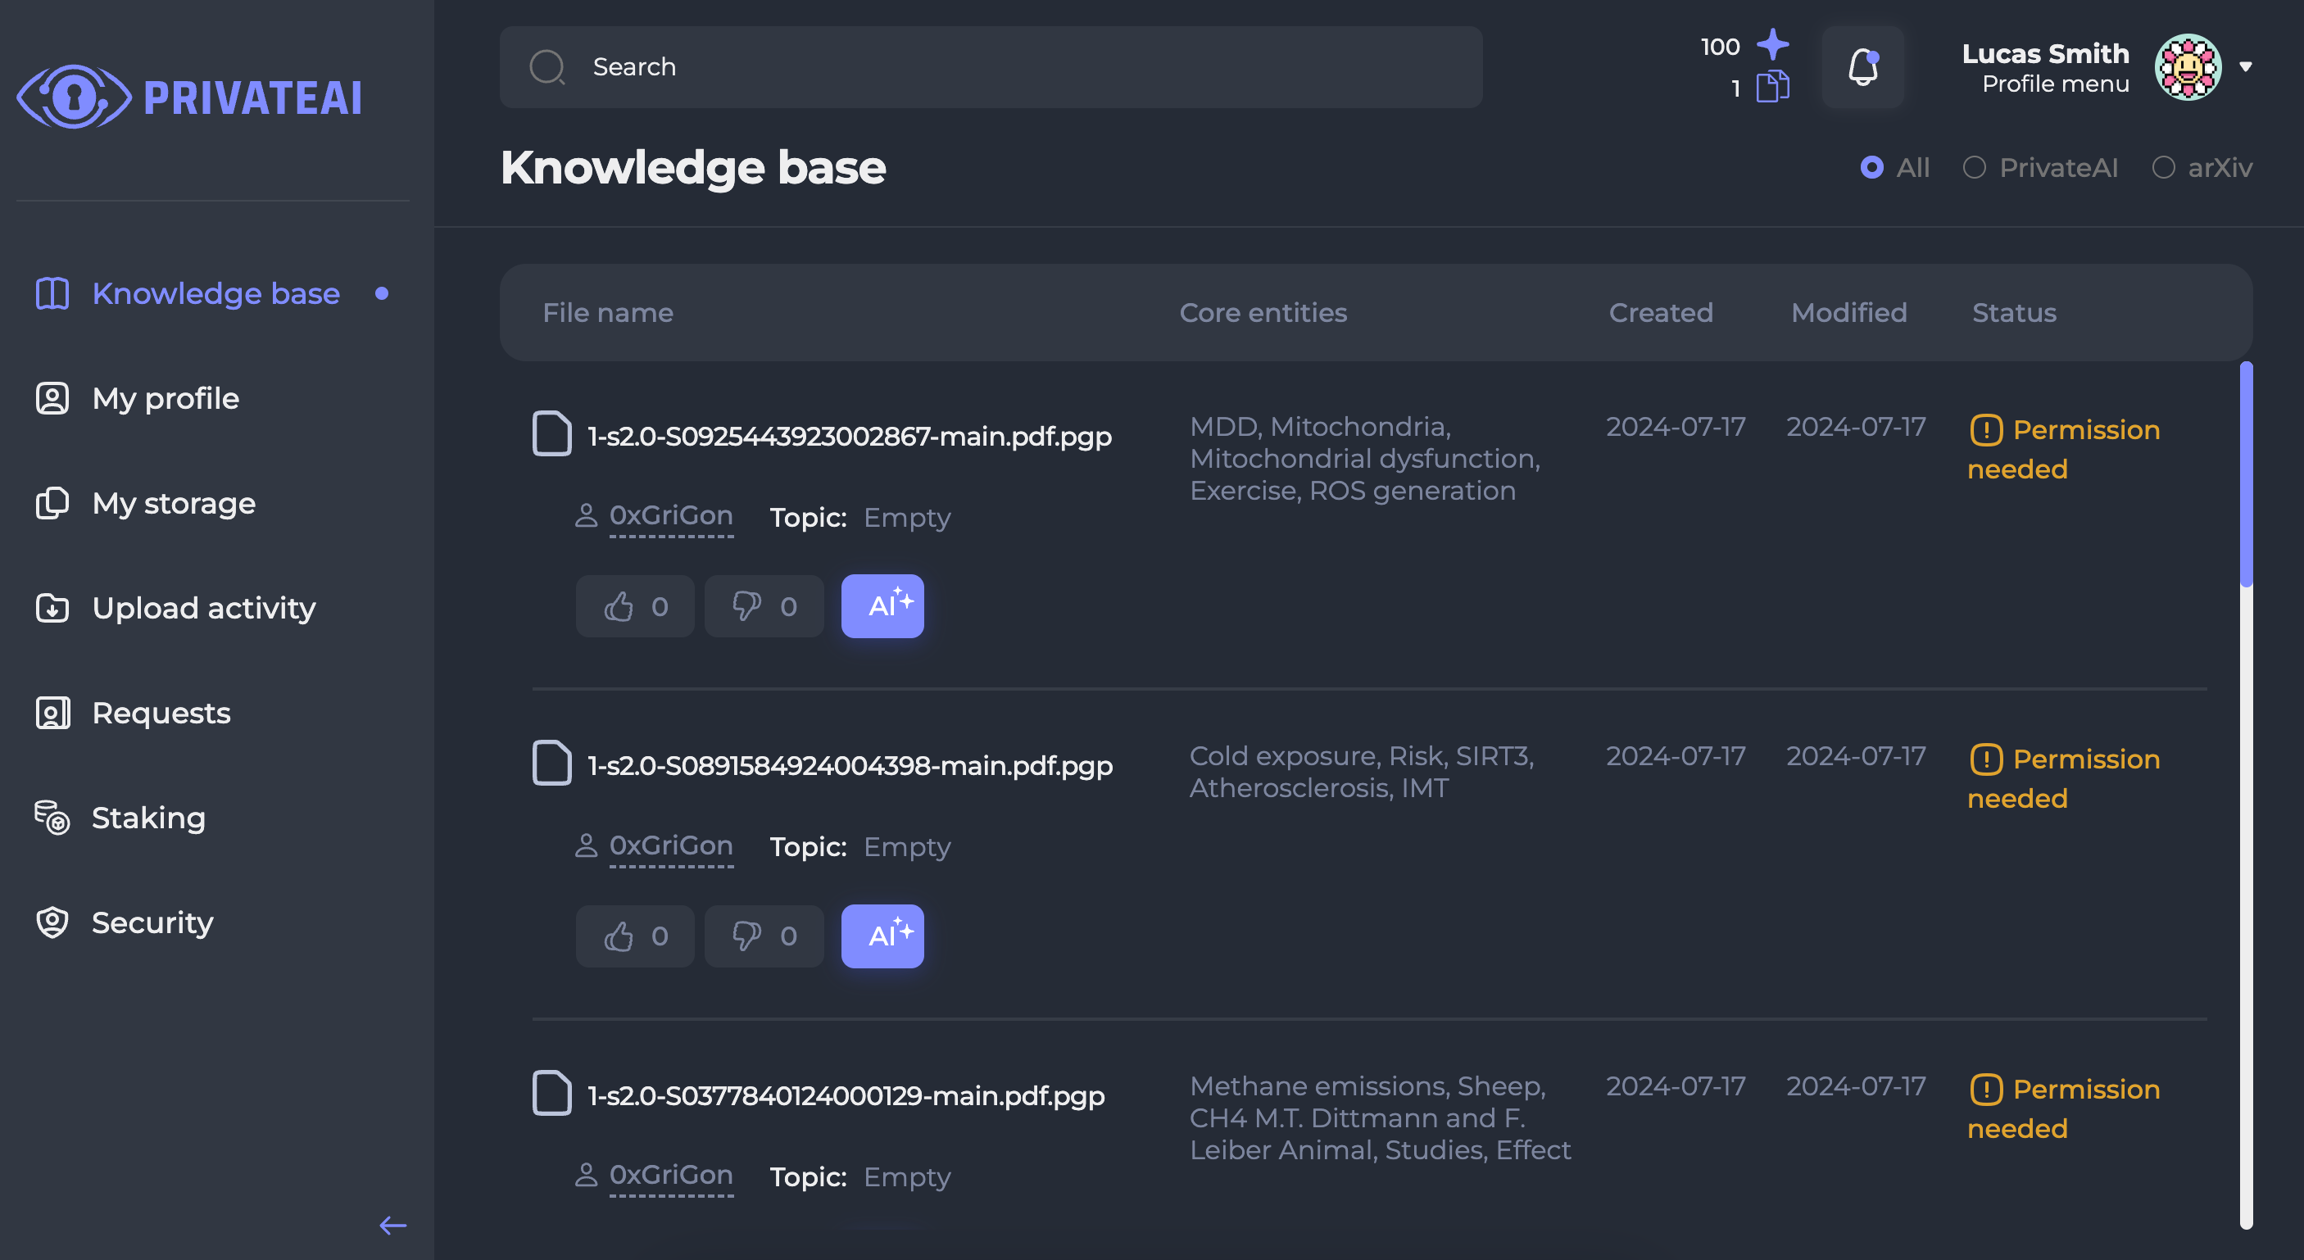 PRIVATEAI
Search
100
1
Lucas Smith
Profile menu
Knowledge base
All
PrivateAI
arXiv
Knowledge base
My profile
My storage
Upload activity
Requests
Staking
Security
File name
Core entities
Created
Modified
Status
1-s2.0-S0925443923002867-main.pdf.pgp
MDD, Mitochondria,
Mitochondrial dysfunction,
Exercise, ROS generation
2024-07-17
2024-07-17
Permission
needed
0xGriGon
Topic: Empty
0
0
AI
1-s2.0-S0891584924004398-main.pdf.pgp
Cold exposure, Risk, SIRT3,
Atherosclerosis, IMT
2024-07-17
2024-07-17
Permission
needed
0xGriGon
Topic: Empty
0
0
AI
1-s2.0-S0377840124000129-main.pdf.pgp
Methane emissions, Sheep,
CH4 M.T. Dittmann and F.
Leiber Animal, Studies, Effect
2024-07-17
2024-07-17
Permission
needed
0xGriGon
Topic: Empty